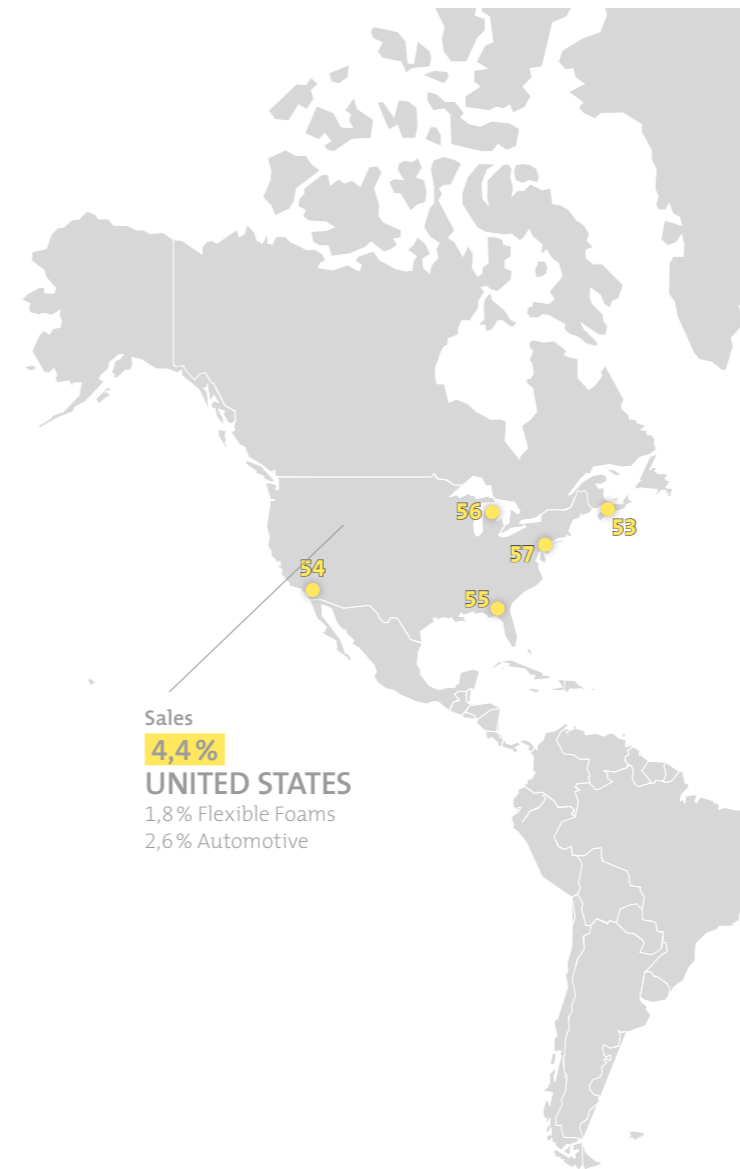 56
53
57
54
55
Sales
4,4 %
UNITED STATES
1,8 % Flexible Foams
2,6 % Automotive